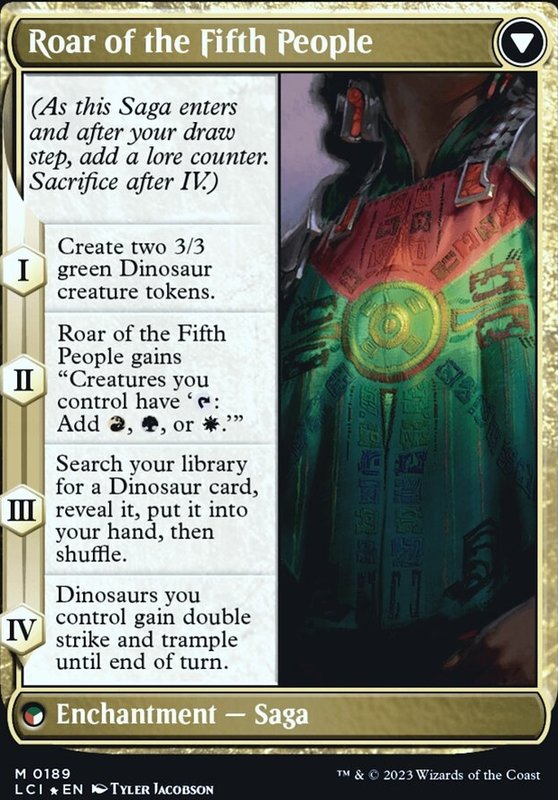 Roar of the Fifth People
(As this Saga enters
and after your draw
step, add a lore counter.
Sacrifice after IV.)
I
Create two 3/3
green Dinosaur
creature tokens.
II
Roar of the Fifth
People gains
“Creatures you
control have ‘ :
Add , , or .’”
III
Search your library
for a Dinosaur card,
reveal it, put it into
your hand, then
shuffle.
IV
Dinosaurs you
control gain double
strike and trample
until end of turn.
Enchantment — Saga
M 0189
LCI ★ EN Tyler Jacobson
™ & © 2023 Wizards of the Coast